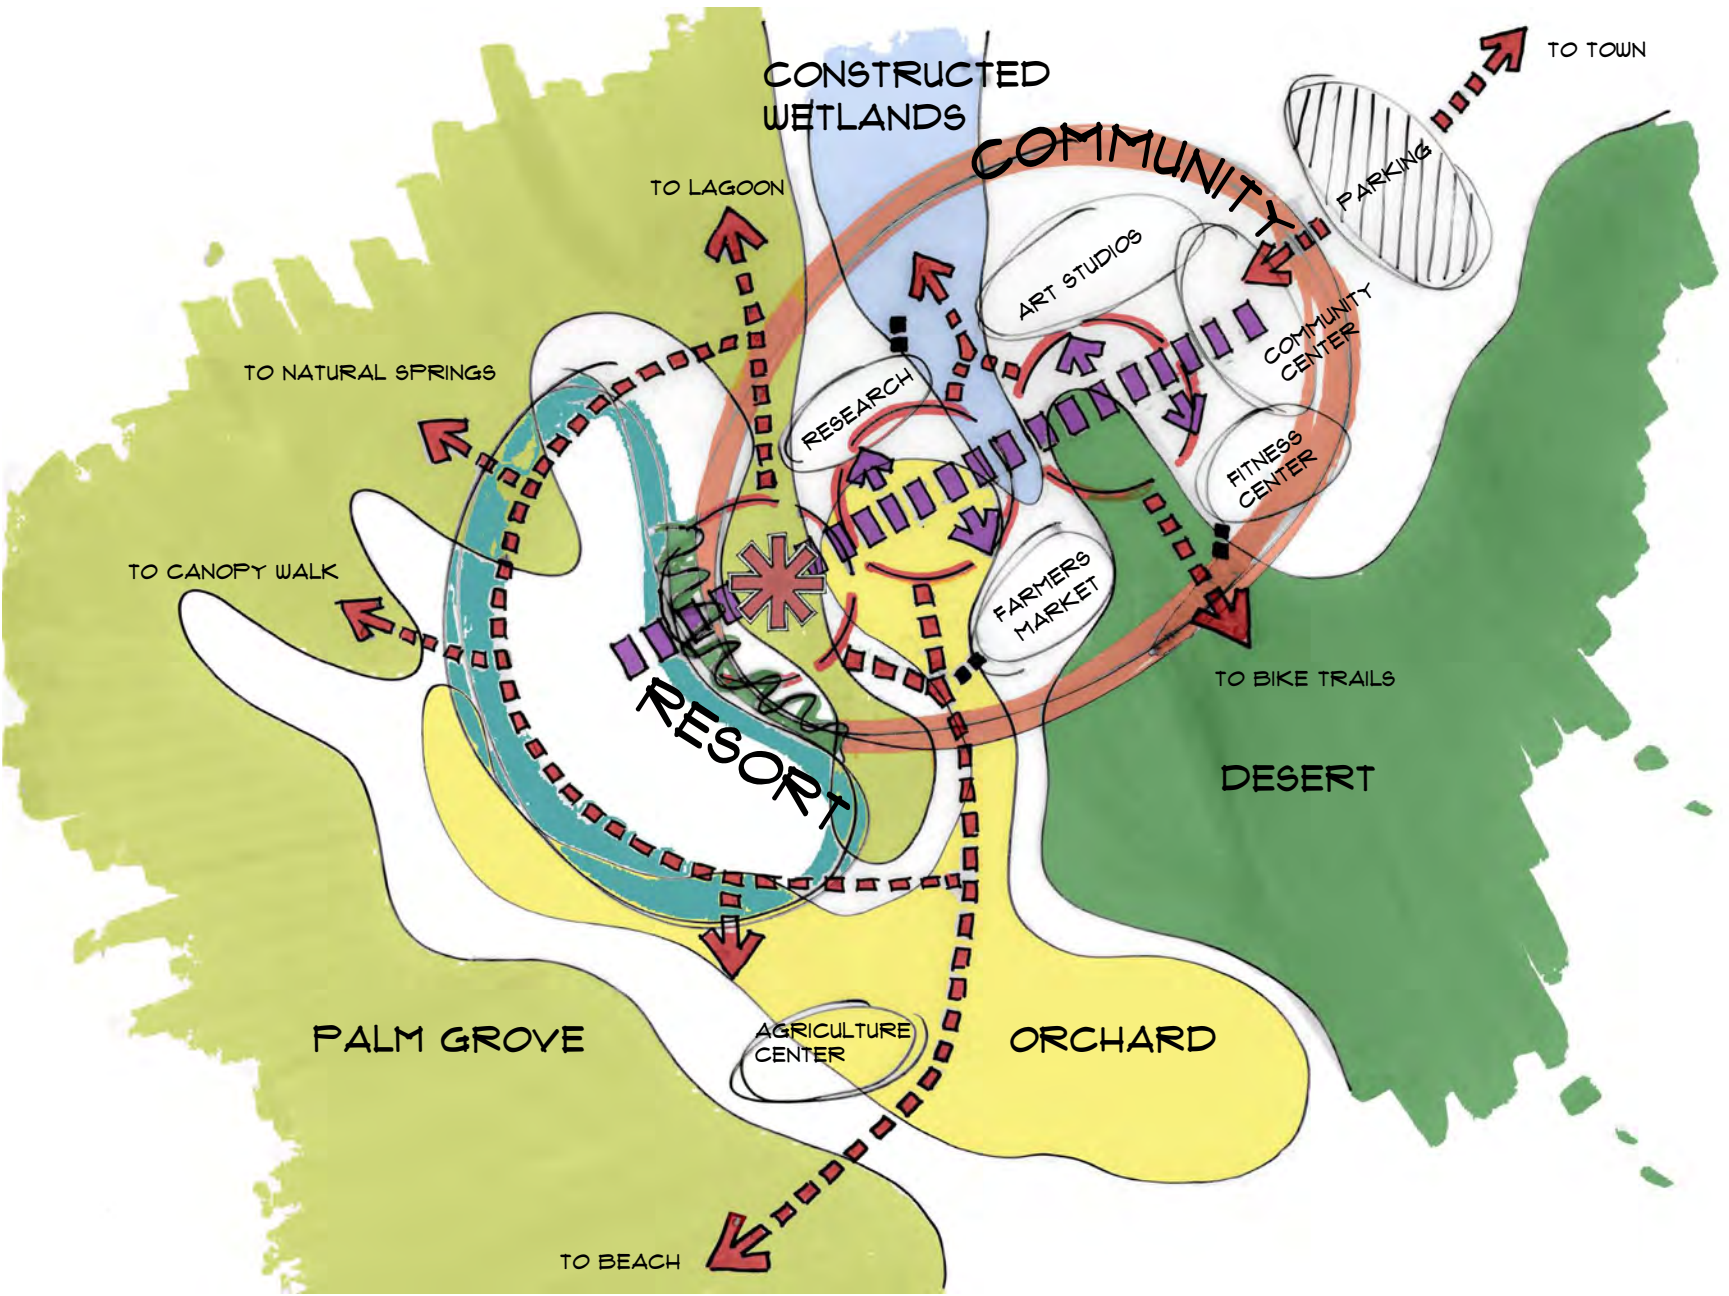 TO TOWN
CONSTRUCTED
WETLANDS
COMMUNITY
PARKING
TO LAGOON
ART STUDIOS
COMMUNITY
CENTER
TO NATURAL SPRINGS
RESEARCH
FITNESS
CENTER
TO CANOPY WALK
FARMERS
MARKET
TO BIKE TRAILS
RESORT
DESERT
PALM GROVE
AGRICULTURE
CENTER
ORCHARD
TO BEACH